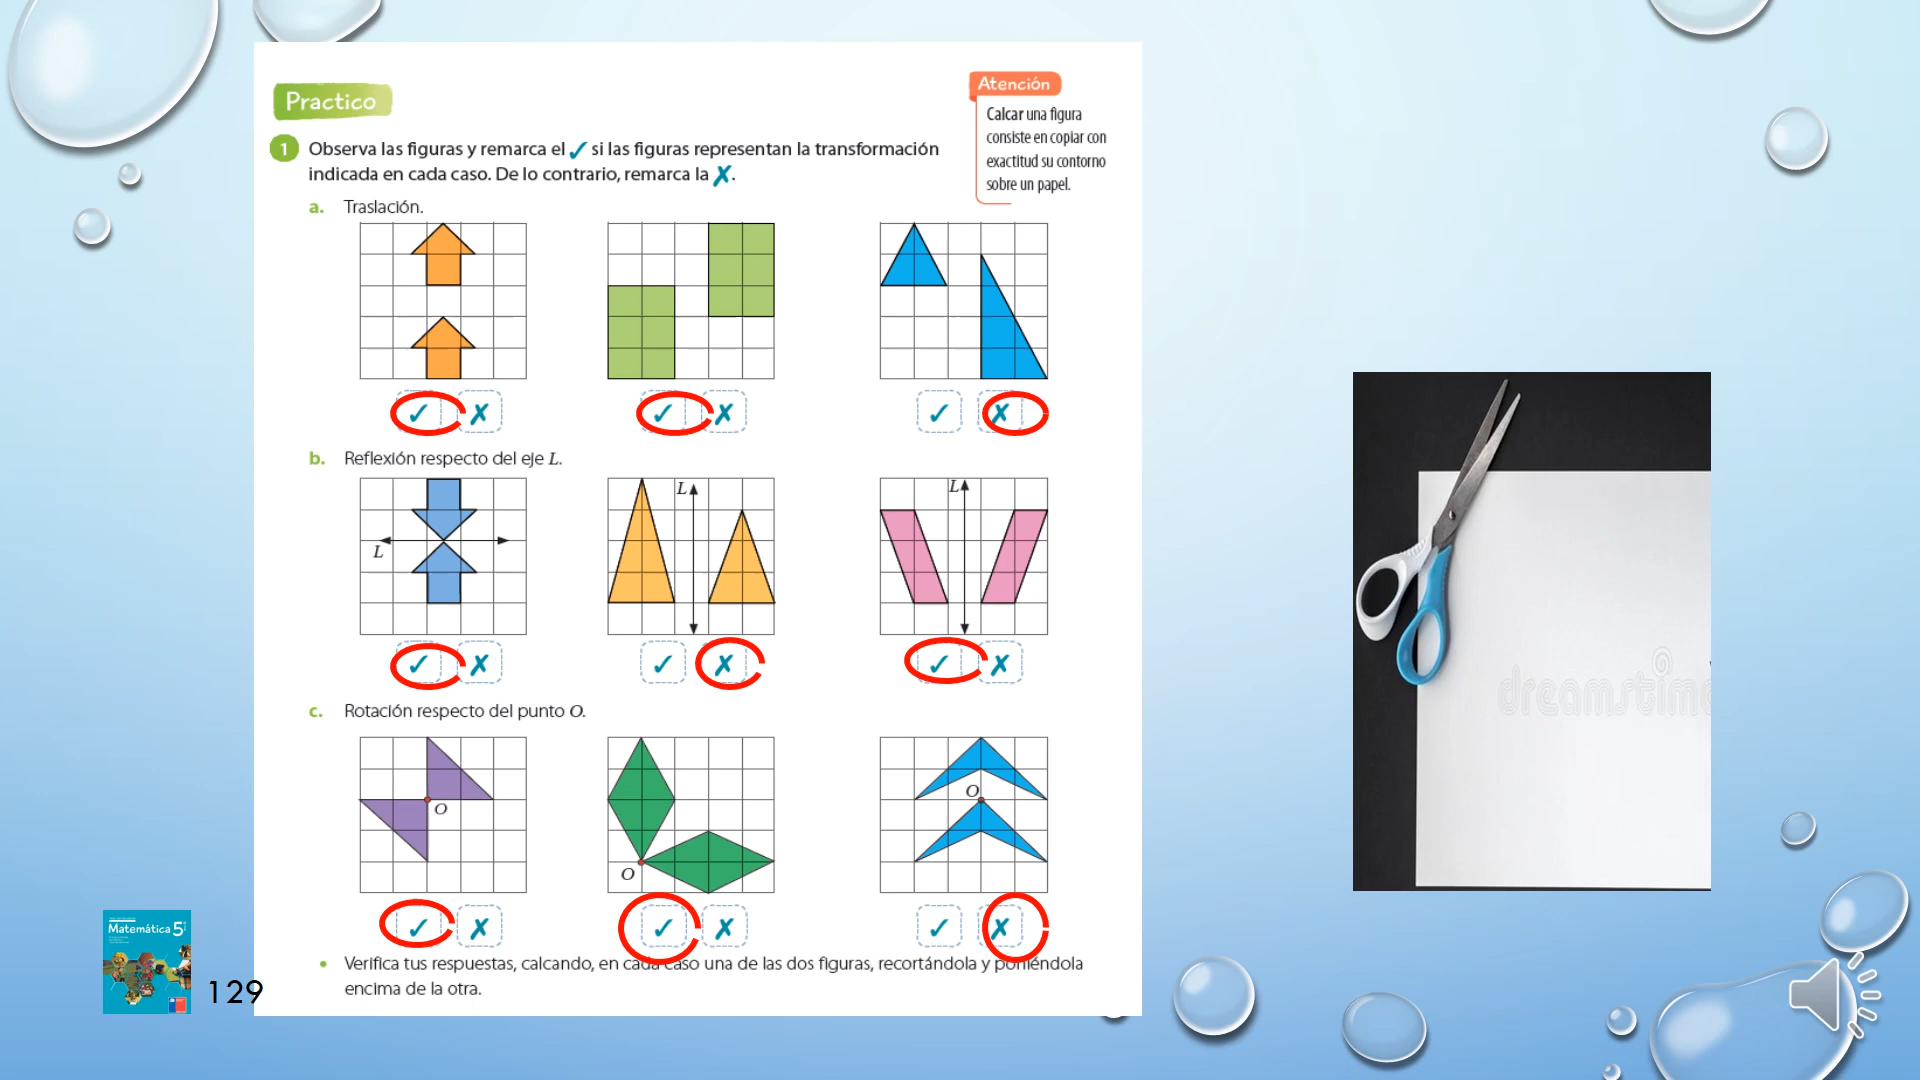 Practico
Atención
Calcar una figura
consiste en copiar con
exactitud su contorno
sobre un papel.
1 Observa las figuras y remarca el ✓ si las figuras representan la transformación
indicada en cada caso. De lo contrario, remarca la ✗.
a. Traslación.
✓ ✗ ✓ ✗ ✓ ✗
b. Reflexión respecto del eje L.
L L L
✓ ✗ ✓ ✗ ✓ ✗
c. Rotación respecto del punto O.
O O O
✓ ✗ ✓ ✗ ✓ ✗
• Verifica tus respuestas, calcando, en cada caso una de las dos figuras, recortándola y poniéndola
encima de la otra.
Matemática 5
129
dreamstime